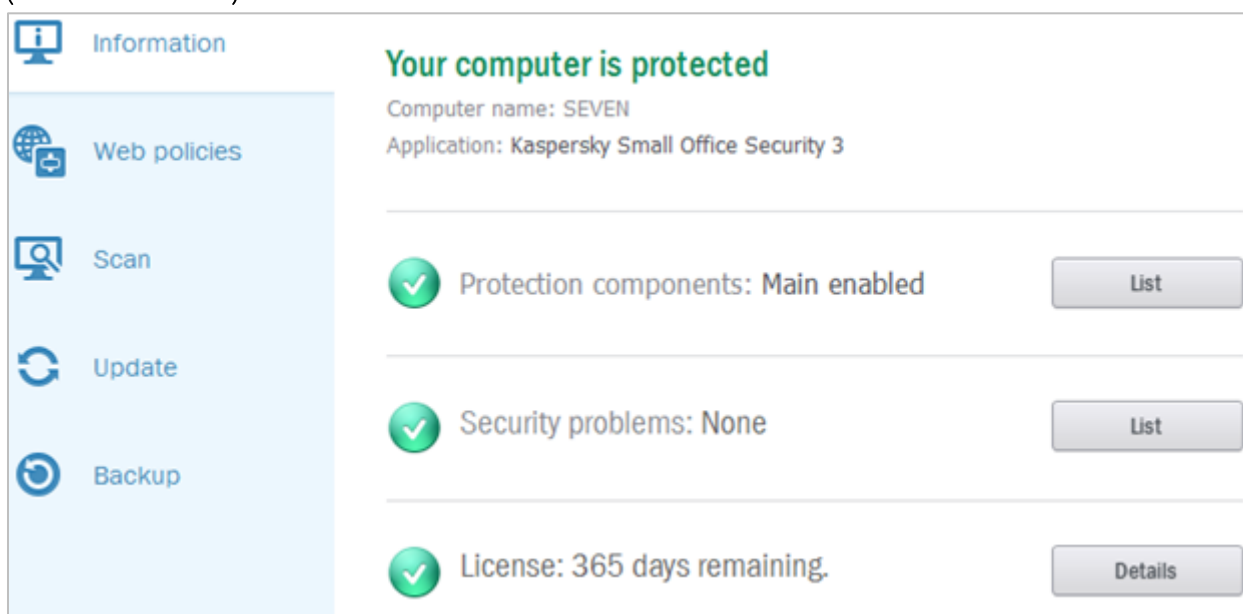 Information
Your computer is protected
Computer name: SEVEN
Application: Kaspersky Small Office Security 3
Web policies
Scan
Protection components: Main enabled
List
Update
Security problems: None
List
Backup
License: 365 days remaining.
Details